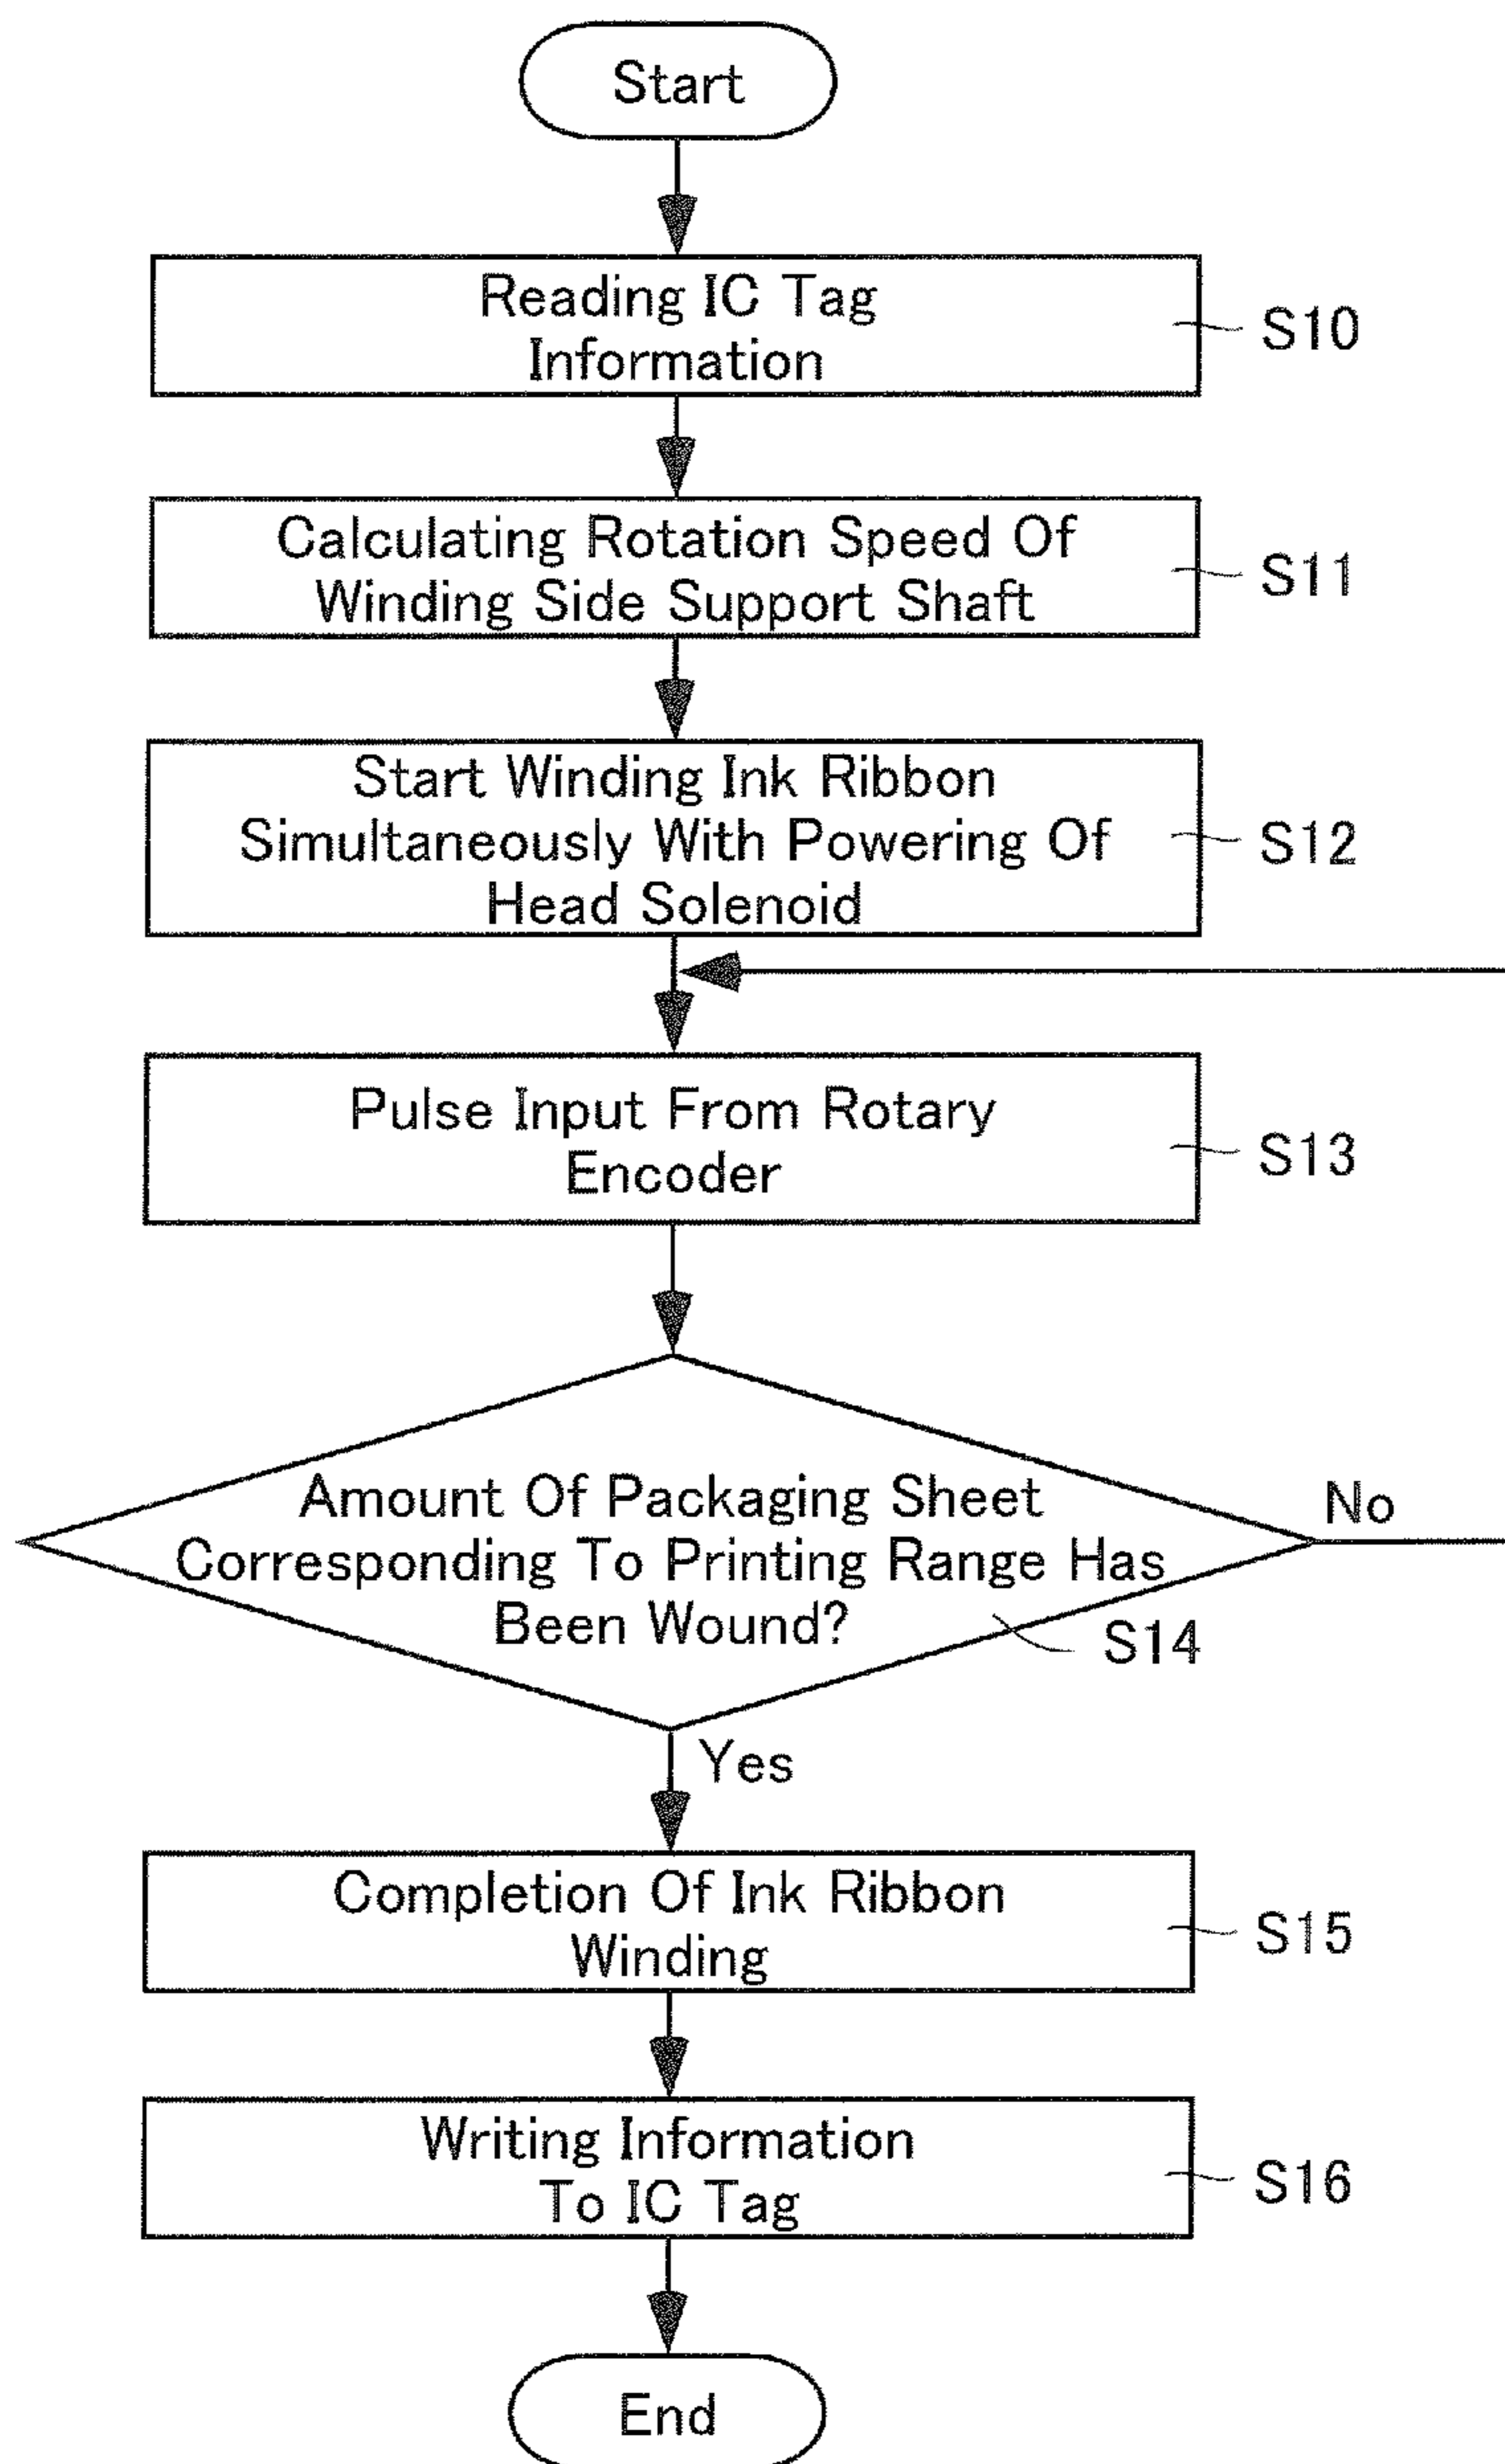 Start
Reading IC Tag
Information
S10
Calculating Rotation Speed Of
Winding Side Support Shaft
S11
Start Winding Ink Ribbon
Simultaneously With Powering Of
Head Solenoid
S12
Pulse Input From Rotary
Encoder
S13
Amount Of Packaging Sheet
Corresponding To Printing Range Has
Been Wound?
S14
No
Yes
Completion Of Ink Ribbon
Winding
S15
Writing Information
To IC Tag
S16
End